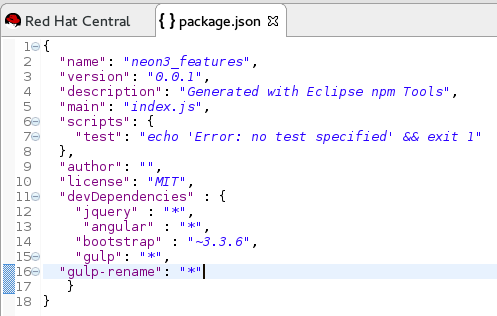 Red Hat Central { } package.json
1 {
2 "name": "neon3_features",
3 "version": "0.0.1",
4 "description": "Generated with Eclipse npm Tools",
5 "main": "index.js",
6 "scripts": {
7 "test": "echo 'Error: no test specified' && exit 1"
8 },
9 "author": "",
10 "license": "MIT",
11 "devDependencies" : {
12 "jquery" : "*",
13 "angular" : "*",
14 "bootstrap" : "~3.3.6",
15 "gulp": "*",
16 "gulp-rename": "*"
17 }
18 }